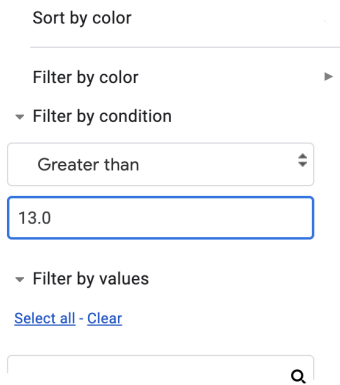 Sort by color
Filter by color
Filter by condition
Greater than
13.0
Filter by values
Select all - Clear